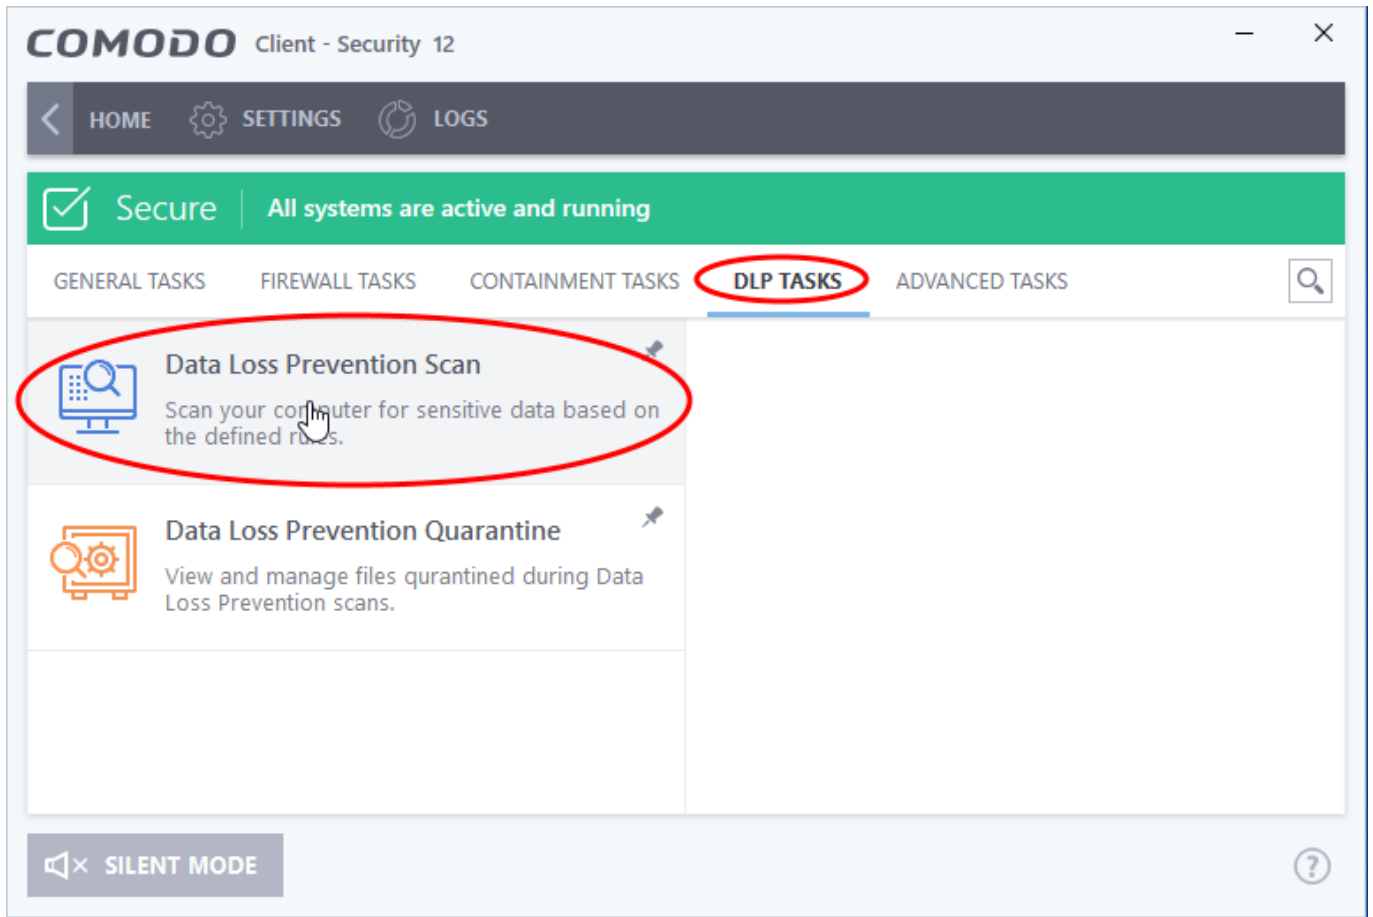 COMODO Client - Security 12
HOME SETTINGS LOGS
Secure All systems are active and running
GENERAL TASKS FIREWALL TASKS CONTAINMENT TASKS DLP TASKS ADVANCED TASKS
Data Loss Prevention Scan
Scan your computer for sensitive data based on
the defined rules.
Data Loss Prevention Quarantine
View and manage files qurantined during Data
Loss Prevention scans.
SILENT MODE
?